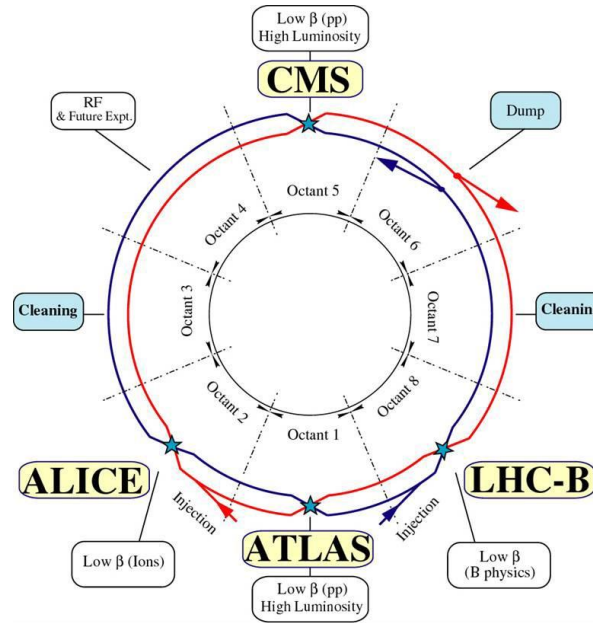 Low β (pp)
High Luminosity
CMS
RF
& Future Expt.
Dump
Octant 5
Octant 4
Octant 6
Cleaning
Octant 3
Octant 7
Cleanin
Octant 2
Octant 8
Octant 1
ALICE
LHC-B
Injection
Injection
ATLAS
Low β (Ions)
Low β
(B physics)
Low β (pp)
High Luminosity